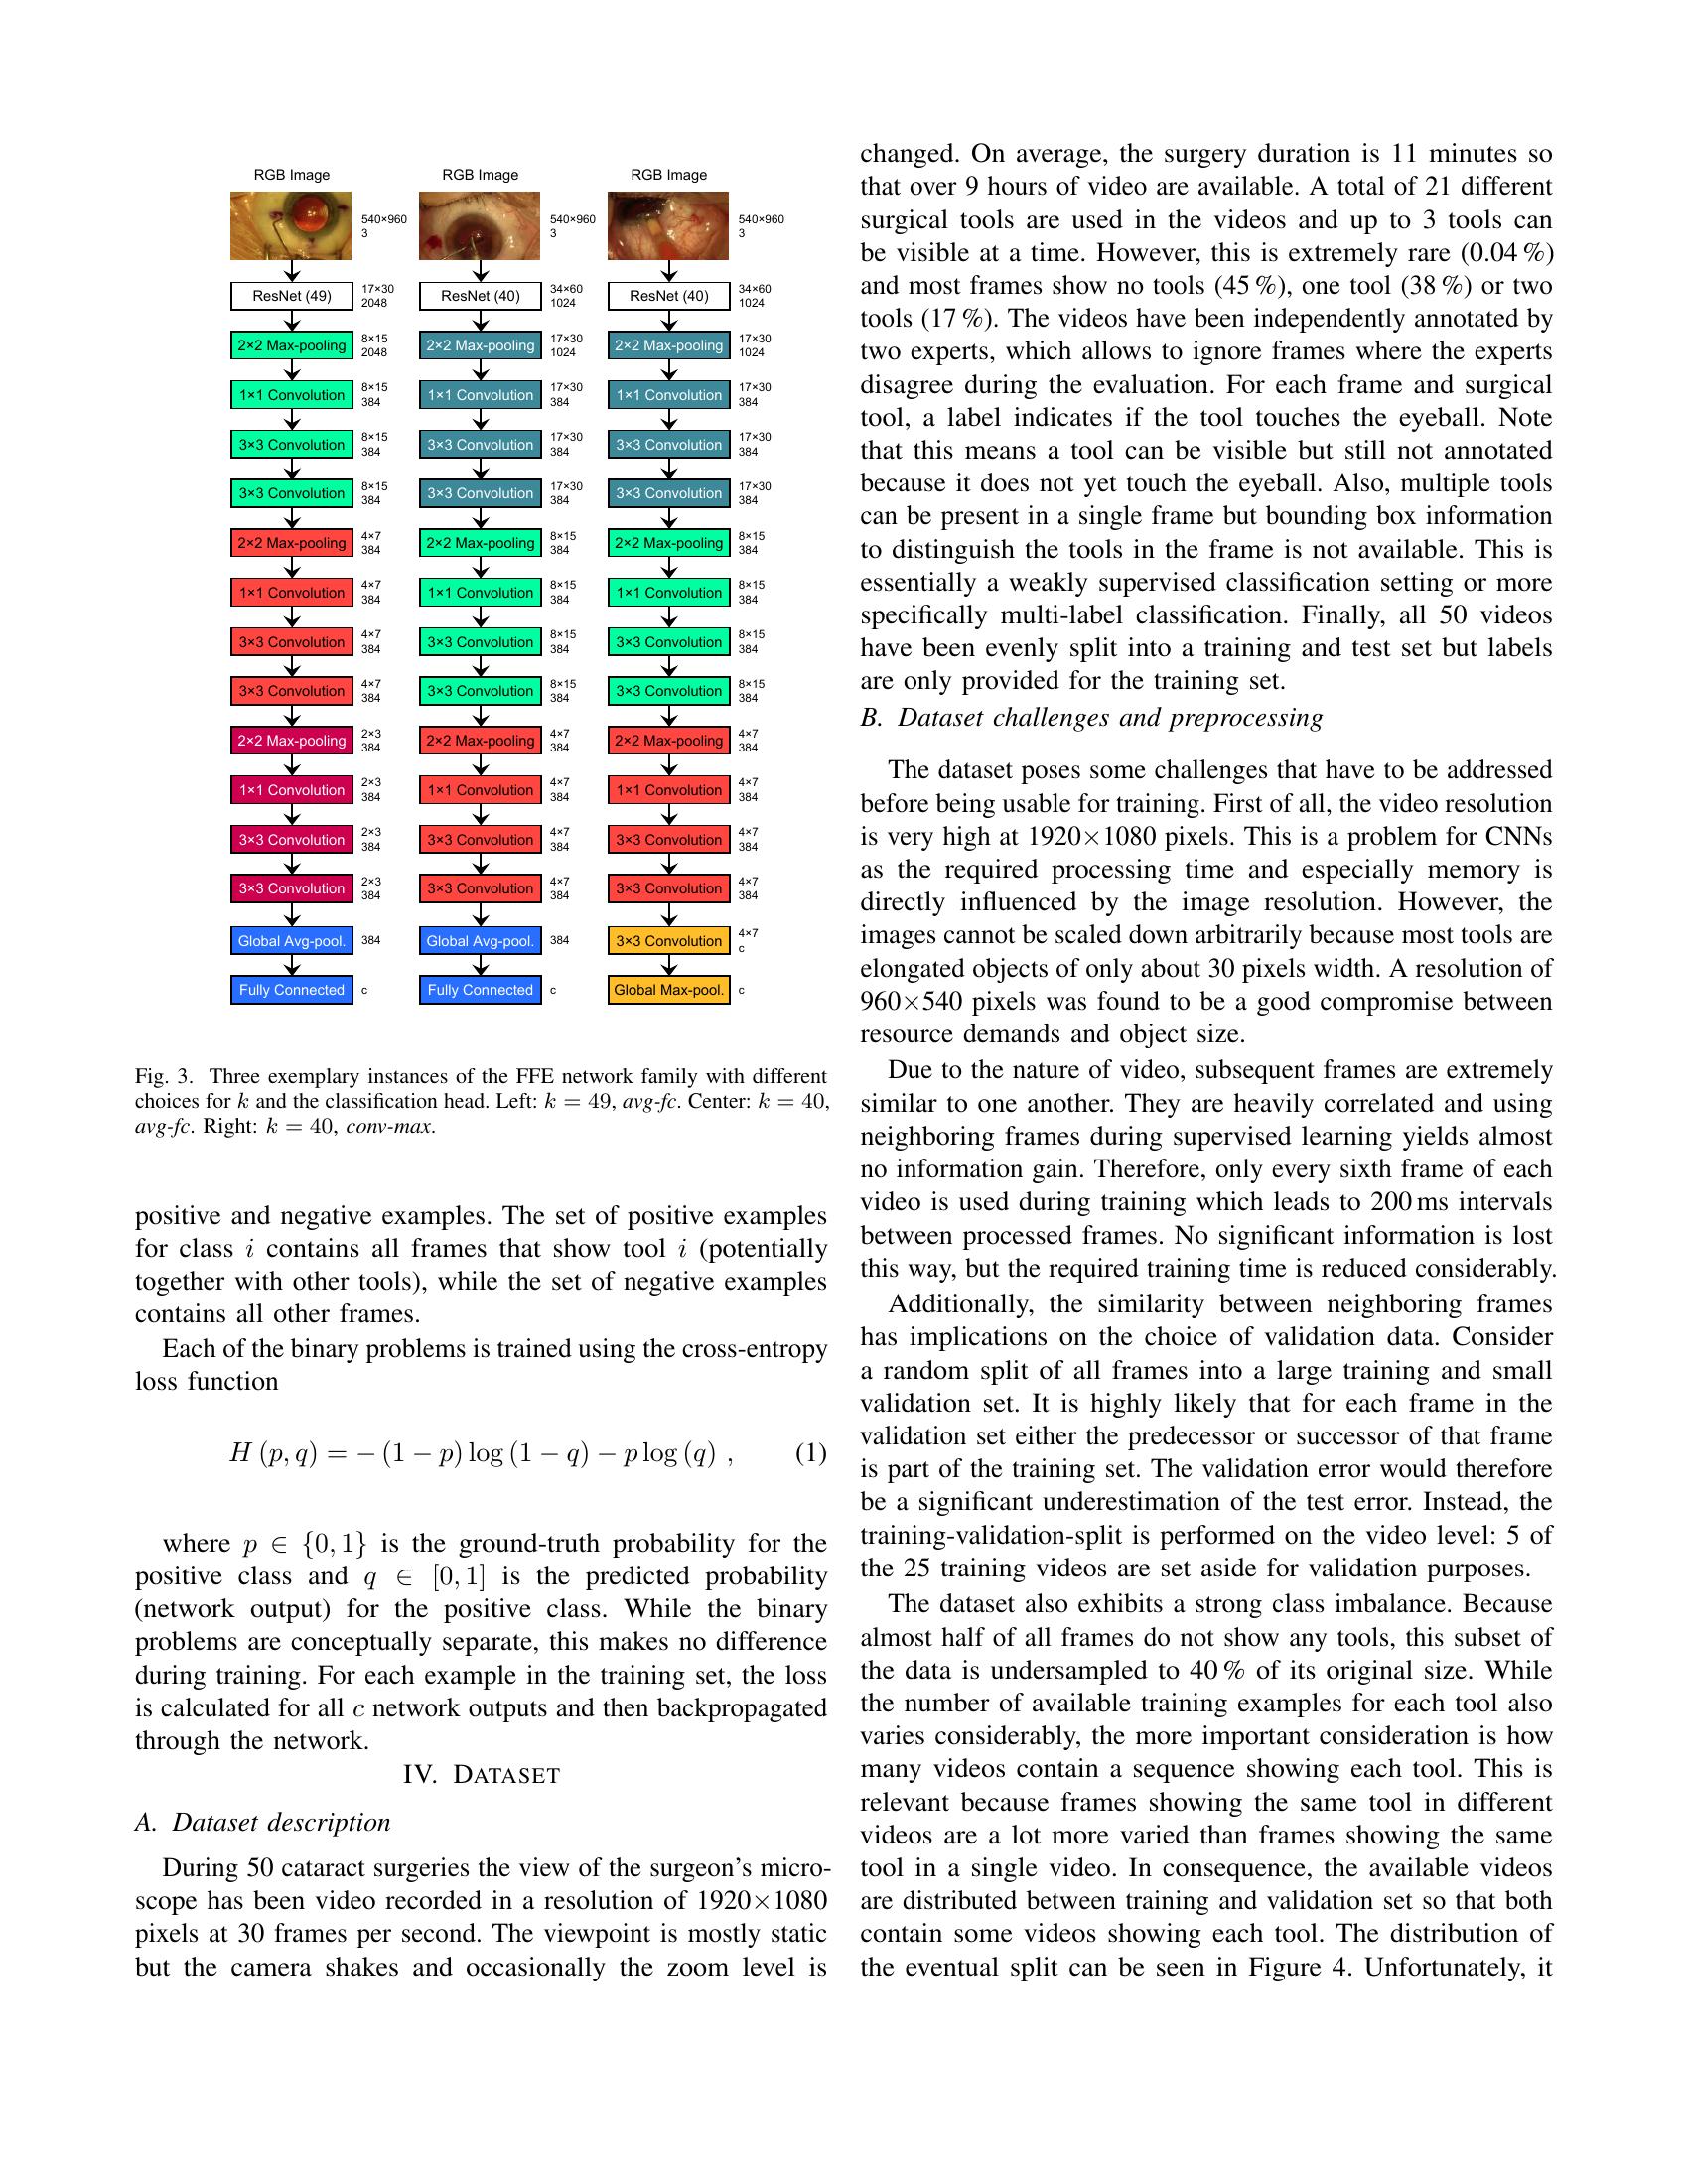 RGB Image
540×960
3
ResNet (49)
17×30
2048
2×2 Max-pooling
8×15
2048
1×1 Convolution
8×15
384
3×3 Convolution
8×15
384
3×3 Convolution
8×15
384
2×2 Max-pooling
4×7
384
1×1 Convolution
4×7
384
3×3 Convolution
4×7
384
3×3 Convolution
4×7
384
2×2 Max-pooling
2×3
384
1×1 Convolution
2×3
384
3×3 Convolution
2×3
384
3×3 Convolution
2×3
384
Global Avg-pool.
384
Fully Connected
c
RGB Image
540×960
3
ResNet (40)
34×60
1024
2×2 Max-pooling
17×30
1024
1×1 Convolution
17×30
384
3×3 Convolution
17×30
384
3×3 Convolution
17×30
384
2×2 Max-pooling
8×15
384
1×1 Convolution
8×15
384
3×3 Convolution
8×15
384
3×3 Convolution
8×15
384
2×2 Max-pooling
4×7
384
1×1 Convolution
4×7
384
3×3 Convolution
4×7
384
3×3 Convolution
4×7
384
Global Avg-pool.
384
Fully Connected
c
RGB Image
540×960
3
ResNet (40)
34×60
1024
2×2 Max-pooling
17×30
1024
1×1 Convolution
17×30
384
3×3 Convolution
17×30
384
3×3 Convolution
17×30
384
2×2 Max-pooling
8×15
384
1×1 Convolution
8×15
384
3×3 Convolution
8×15
384
3×3 Convolution
8×15
384
2×2 Max-pooling
4×7
384
1×1 Convolution
4×7
384
3×3 Convolution
4×7
384
3×3 Convolution
4×7
384
3×3 Convolution
4×7
c
Global Max-pool.
c
Fig. 3. Three exemplary instances of the FFE network family with different
choices for k and the classification head. Left: k = 49, avg-fc. Center: k = 40,
avg-fc. Right: k = 40, conv-max.
positive and negative examples. The set of positive examples
for class i contains all frames that show tool i (potentially
together with other tools), while the set of negative examples
contains all other frames.
Each of the binary problems is trained using the cross-entropy
loss function
H (p, q) = − (1 − p) log (1 − q) − p log (q) , (1)
where p ∈ {0, 1} is the ground-truth probability for the
positive class and q ∈ [0, 1] is the predicted probability
(network output) for the positive class. While the binary
problems are conceptually separate, this makes no difference
during training. For each example in the training set, the loss
is calculated for all c network outputs and then backpropagated
through the network.
IV. DATASET
A. Dataset description
During 50 cataract surgeries the view of the surgeon's micro-
scope has been video recorded in a resolution of 1920×1080
pixels at 30 frames per second. The viewpoint is mostly static
but the camera shakes and occasionally the zoom level is
changed. On average, the surgery duration is 11 minutes so
that over 9 hours of video are available. A total of 21 different
surgical tools are used in the videos and up to 3 tools can
be visible at a time. However, this is extremely rare (0.04 %)
and most frames show no tools (45 %), one tool (38 %) or two
tools (17 %). The videos have been independently annotated by
two experts, which allows to ignore frames where the experts
disagree during the evaluation. For each frame and surgical
tool, a label indicates if the tool touches the eyeball. Note
that this means a tool can be visible but still not annotated
because it does not yet touch the eyeball. Also, multiple tools
can be present in a single frame but bounding box information
to distinguish the tools in the frame is not available. This is
essentially a weakly supervised classification setting or more
specifically multi-label classification. Finally, all 50 videos
have been evenly split into a training and test set but labels
are only provided for the training set.
B. Dataset challenges and preprocessing
The dataset poses some challenges that have to be addressed
before being usable for training. First of all, the video resolution
is very high at 1920×1080 pixels. This is a problem for CNNs
as the required processing time and especially memory is
directly influenced by the image resolution. However, the
images cannot be scaled down arbitrarily because most tools are
elongated objects of only about 30 pixels width. A resolution of
960×540 pixels was found to be a good compromise between
resource demands and object size.
Due to the nature of video, subsequent frames are extremely
similar to one another. They are heavily correlated and using
neighboring frames during supervised learning yields almost
no information gain. Therefore, only every sixth frame of each
video is used during training which leads to 200 ms intervals
between processed frames. No significant information is lost
this way, but the required training time is reduced considerably.
Additionally, the similarity between neighboring frames
has implications on the choice of validation data. Consider
a random split of all frames into a large training and small
validation set. It is highly likely that for each frame in the
validation set either the predecessor or successor of that frame
is part of the training set. The validation error would therefore
be a significant underestimation of the test error. Instead, the
training-validation-split is performed on the video level: 5 of
the 25 training videos are set aside for validation purposes.
The dataset also exhibits a strong class imbalance. Because
almost half of all frames do not show any tools, this subset of
the data is undersampled to 40 % of its original size. While
the number of available training examples for each tool also
varies considerably, the more important consideration is how
many videos contain a sequence showing each tool. This is
relevant because frames showing the same tool in different
videos are a lot more varied than frames showing the same
tool in a single video. In consequence, the available videos
are distributed between training and validation set so that both
contain some videos showing each tool. The distribution of
the eventual split can be seen in Figure 4. Unfortunately, it